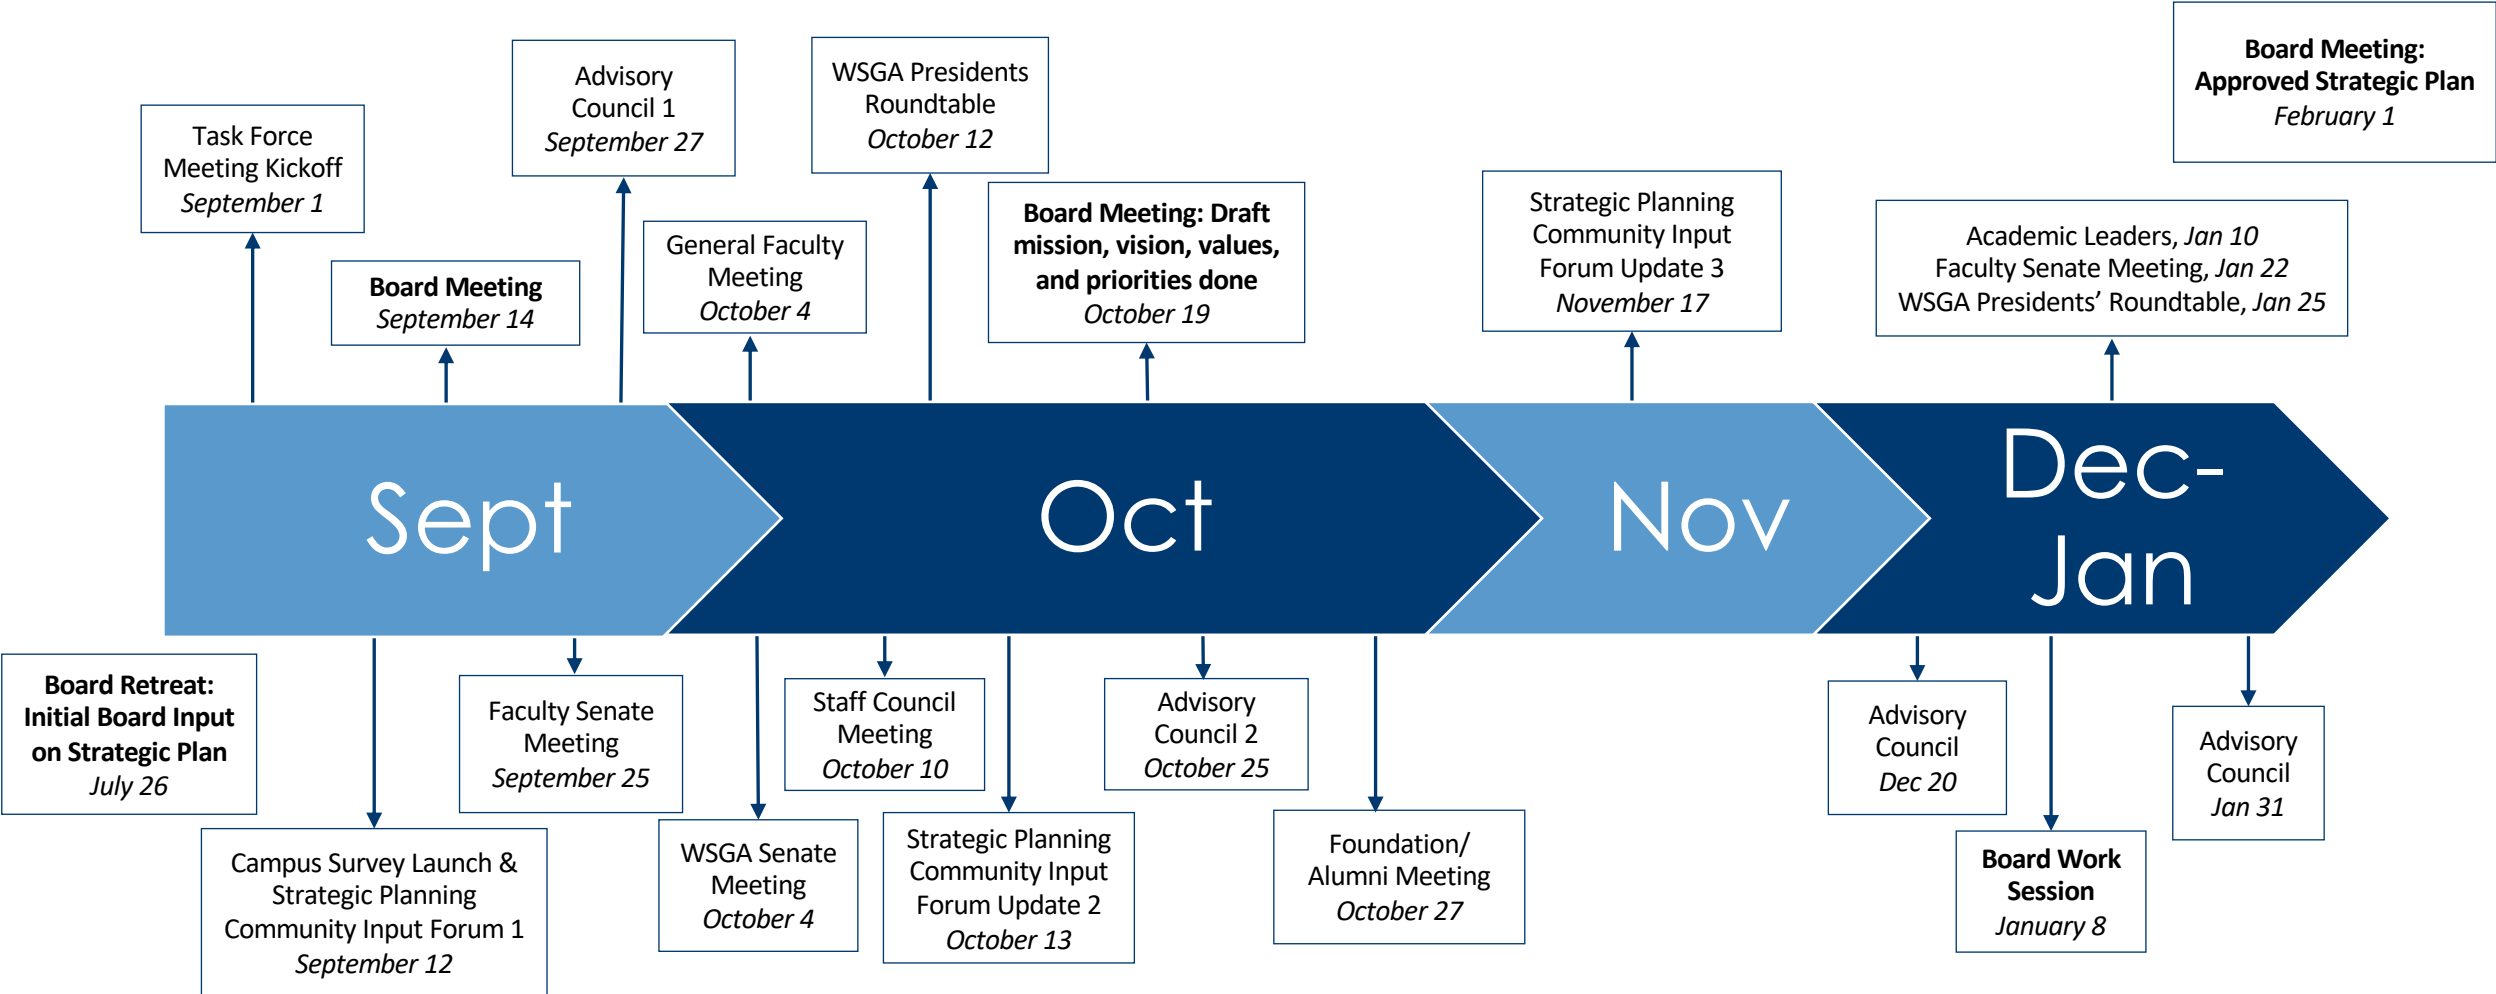 Board Meeting:
Approved Strategic Plan
February 1
Advisory
Council 1
September 27
WSGA Presidents
Roundtable
October 12
Task Force
Meeting Kickoff
September 1
Board Meeting
September 14
General Faculty
Meeting
October 4
Board Meeting: Draft
mission, vision, values,
and priorities done
October 19
Strategic Planning
Community Input
Forum Update 3
November 17
Academic Leaders, Jan 10
Faculty Senate Meeting, Jan 22
WSGA Presidents’ Roundtable, Jan 25
Sept
Oct
Nov
Dec-
Jan
Board Retreat:
Initial Board Input
on Strategic Plan
July 26
Campus Survey Launch &
Strategic Planning
Community Input Forum 1
September 12
Faculty Senate
Meeting
September 25
WSGA Senate
Meeting
October 4
Staff Council
Meeting
October 10
Strategic Planning
Community Input
Forum Update 2
October 13
Advisory
Council 2
October 25
Foundation/
Alumni Meeting
October 27
Advisory
Council
Dec 20
Board Work
Session
January 8
Advisory
Council
Jan 31